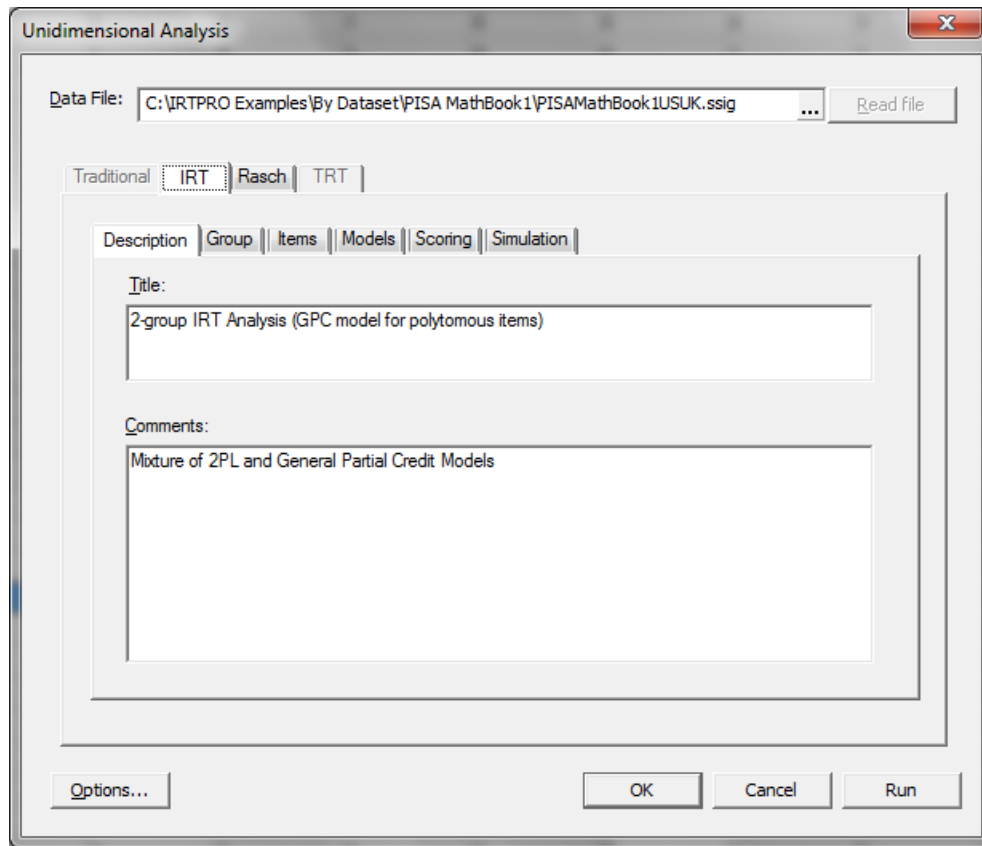 Unidimensional Analysis
Data File: C:\IRTPRO Examples\By Dataset\PISA MathBook1\PISAMathBook1USUK.ssig ... Read file
Traditional IRT Rasch TRT
Description Group Items Models Scoring Simulation
Title:
2-group IRT Analysis (GPC model for polytomous items)
Comments:
Mixture of 2PL and General Partial Credit Models
Options... OK Cancel Run